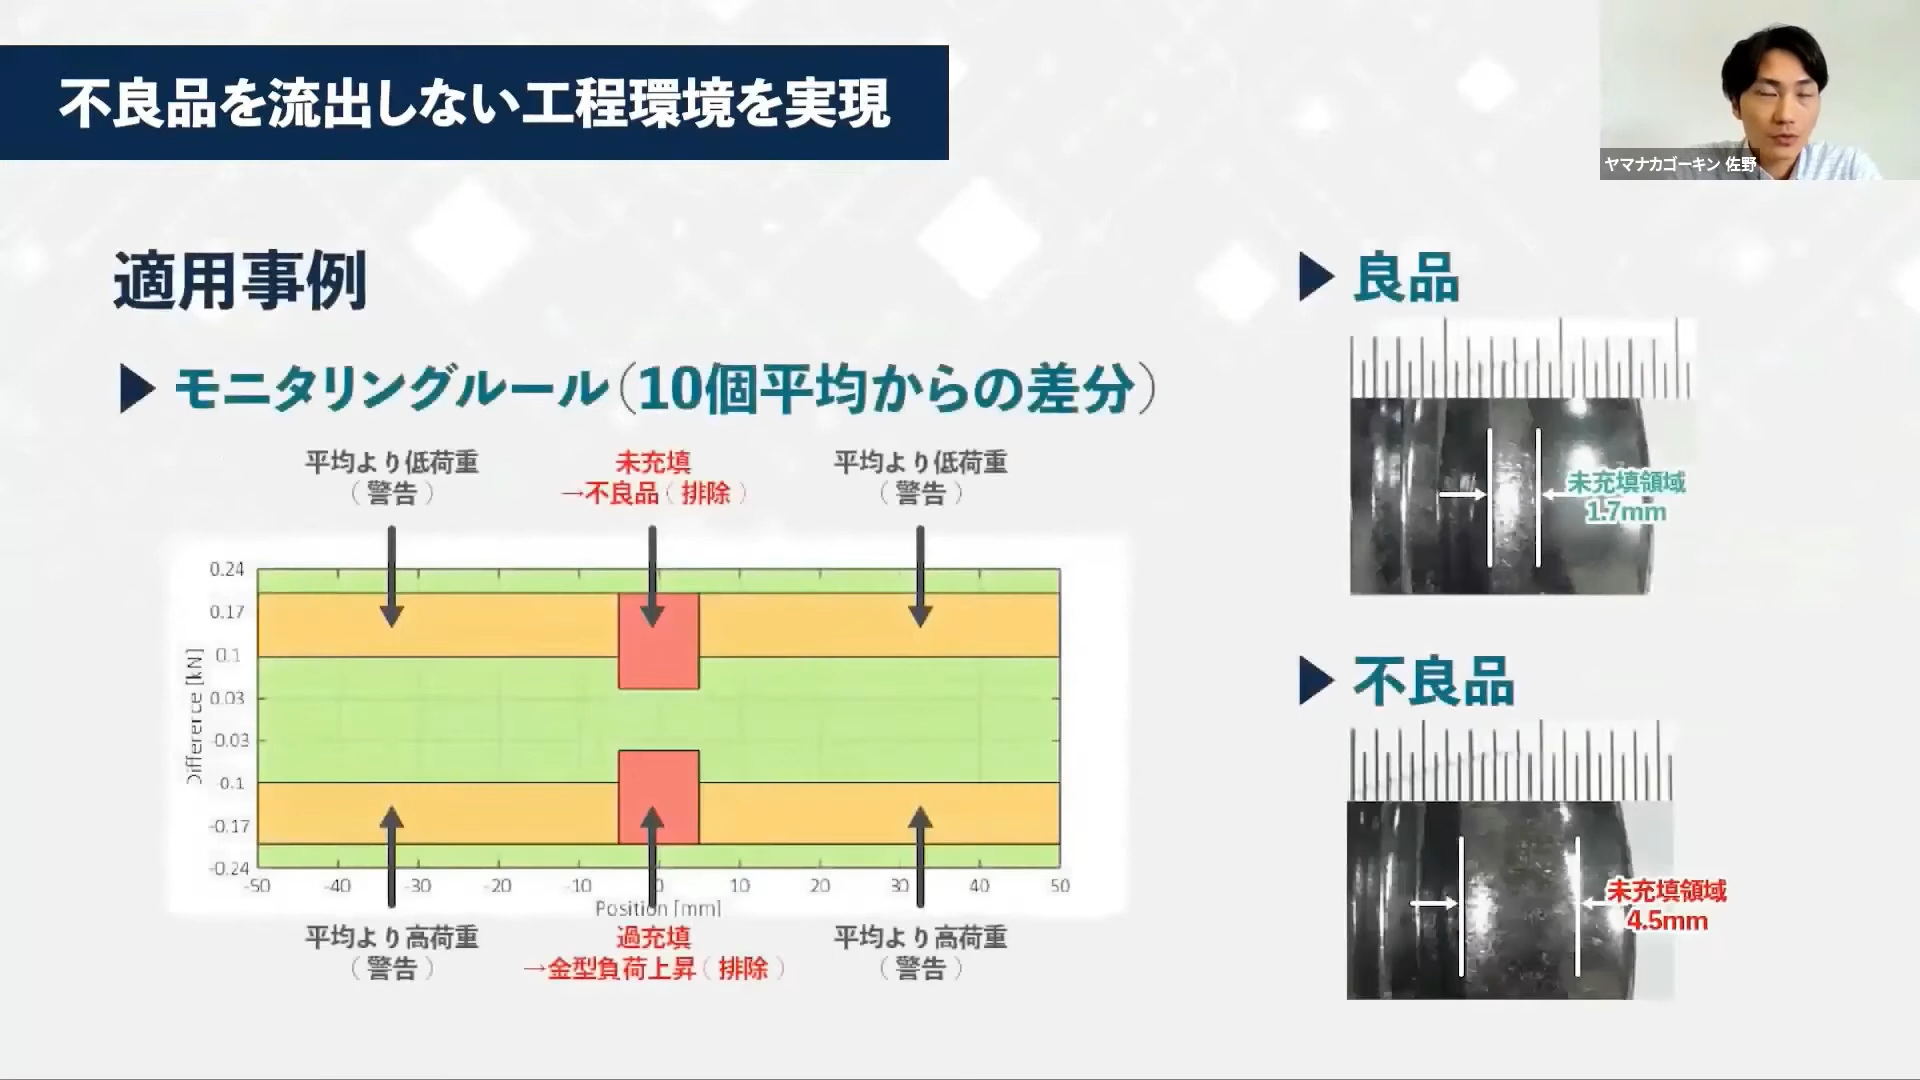 不良品を流出しない工程環境を実現
ヤマナカゴーキン 佐野
適用事例
モニタリングルール（10個平均からの差分）
平均より低荷重
（警告）
未充填
→不良品（排除）
平均より低荷重
（警告）
0.24
0.17
0.1
0.03
-0.03
-0.1
-0.17
-0.24
Difference [kN]
-50 -40 -30 -20 -10 0 10 20 30 40 50
Position [mm]
平均より高荷重
（警告）
過充填
→金型負荷上昇（排除）
平均より高荷重
（警告）
良品
未充填領域
1.7mm
不良品
未充填領域
4.5mm